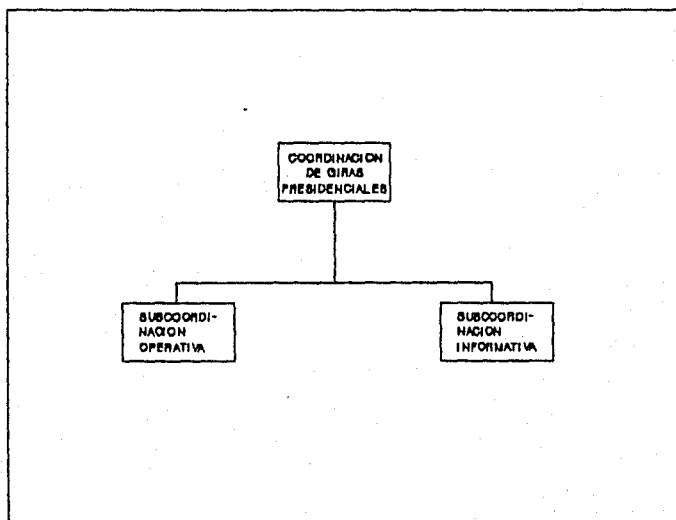 COORDINACION
DE GIRAS
PRESIDENCIALES
SUBCOORDI-
NACION
OPERATIVA
SUBCOORDI-
NACION
INFORMATIVA